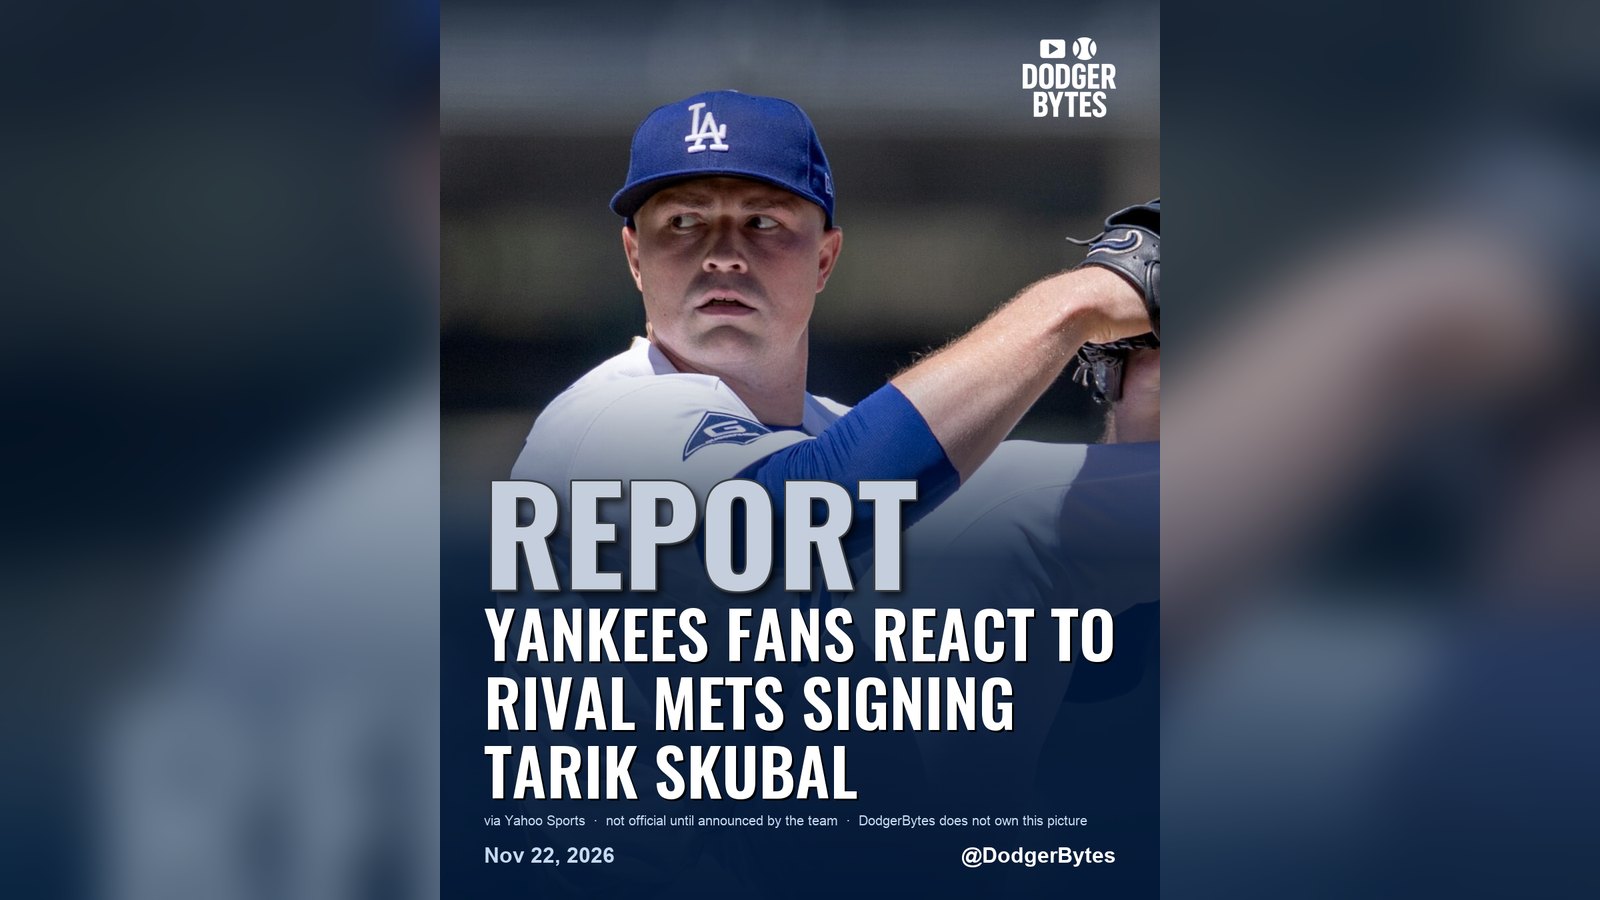 DODGER
BYTES
LA
REPORT
YANKEES FANS REACT TO
RIVAL METS SIGNING
TARIK SKUBAL
via Yahoo Sports · not official until announced by the team · DodgerBytes does not own this picture
Nov 22, 2026
@DodgerBytes